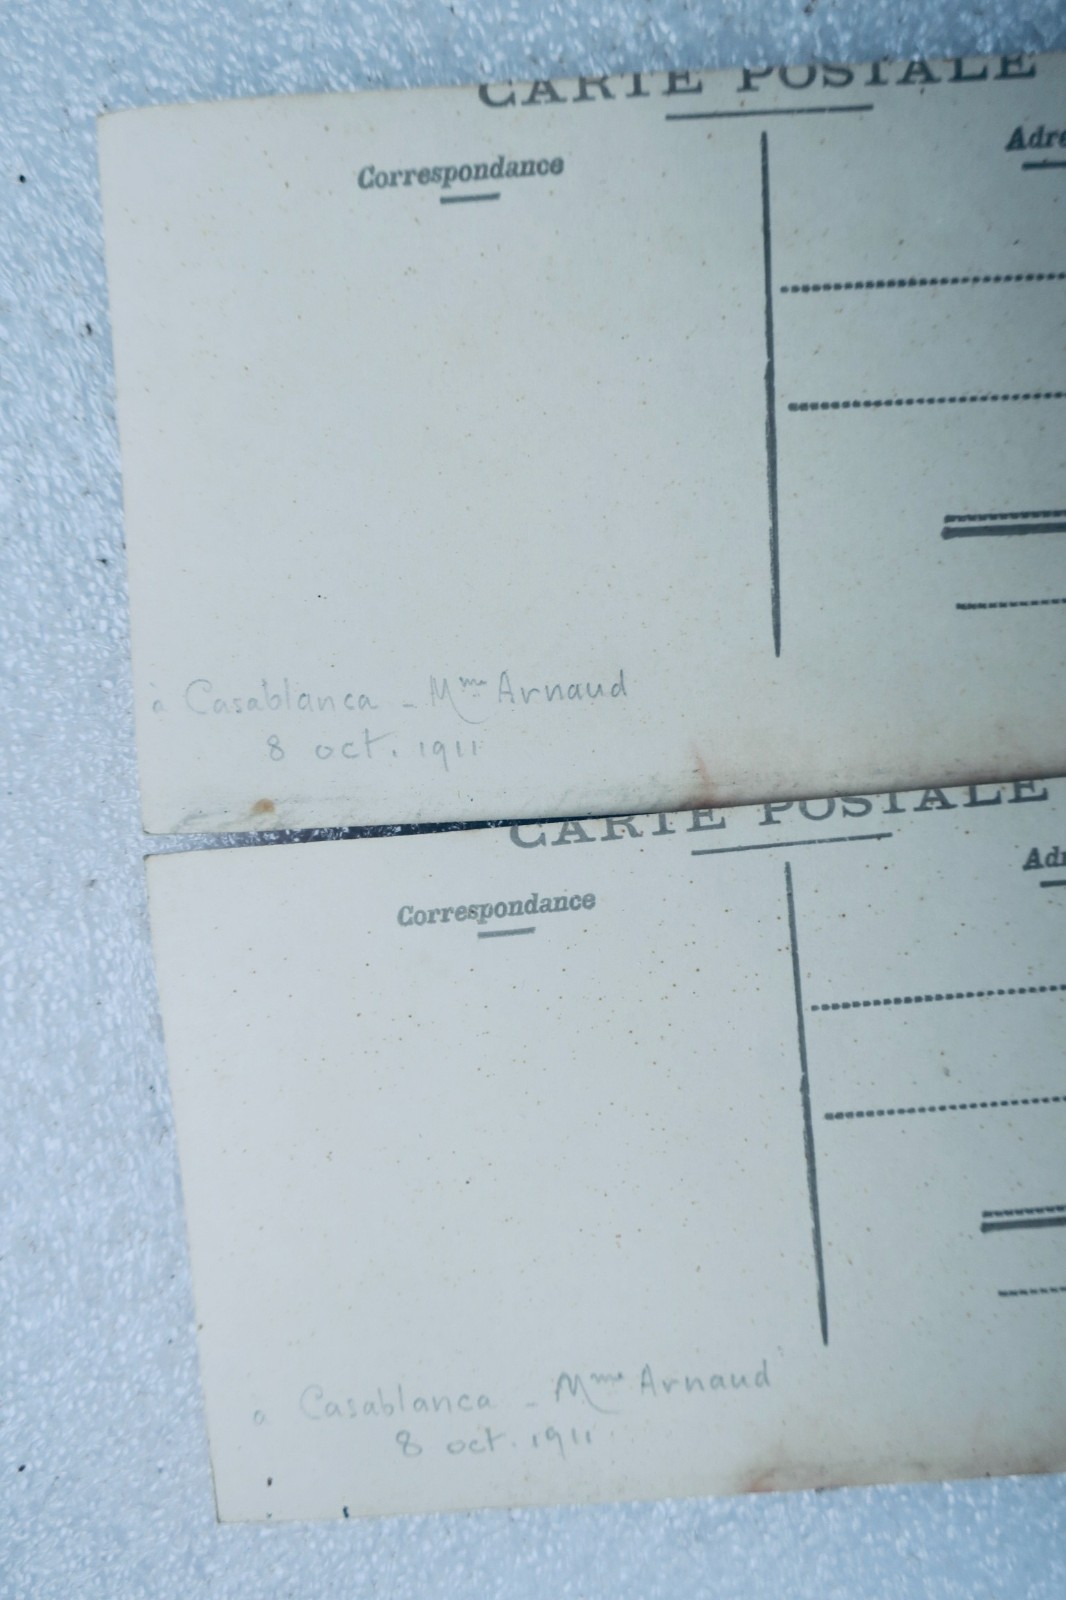 CARTE POSTALE
Correspondance
Adre
à Casablanca - Mme Arnaud
8 oct. 1911
CARTE POSTALE
Correspondance
Adr
à Casablanca - Mme Arnaud
8 oct. 1911